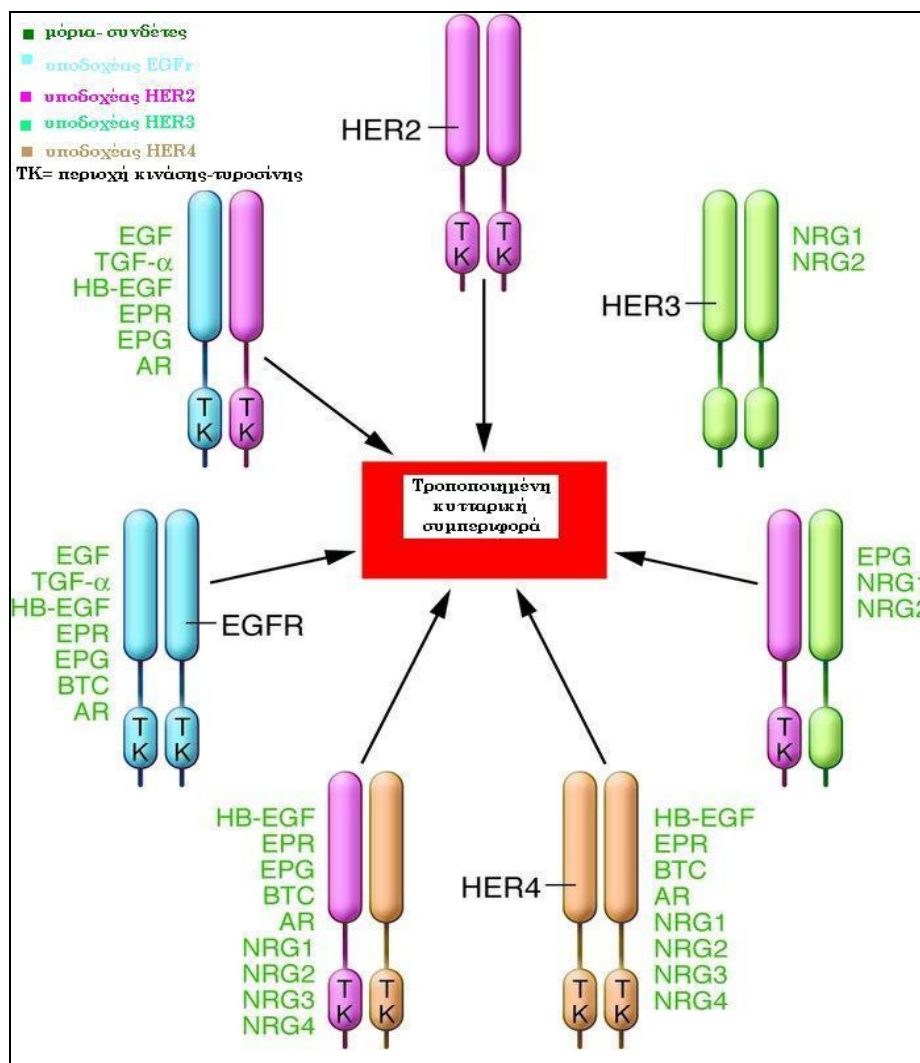 μόρια- συνδέτες
υποδοχέας EGFr
υποδοχέας HER2
υποδοχέας HER3
υποδοχέας HER4
ΤΚ= περιοχή κινάσης-τυροσίνης
HER2
T K
T K
EGF
TGF-α
HB-EGF
EPR
EPG
AR
T K
T K
HER3
NRG1
NRG2
Τροποποιημένη
κυτταρική
συμπεριφορά
EGF
TGF-α
HB-EGF
EPR
EPG
BTC
AR
EGFR
T K
T K
EPG
NRG1
NRG2
T K
HB-EGF
EPR
EPG
BTC
AR
NRG1
NRG2
NRG3
NRG4
T K
T K
HER4
HB-EGF
EPR
BTC
AR
NRG1
NRG2
NRG3
NRG4
T K
T K